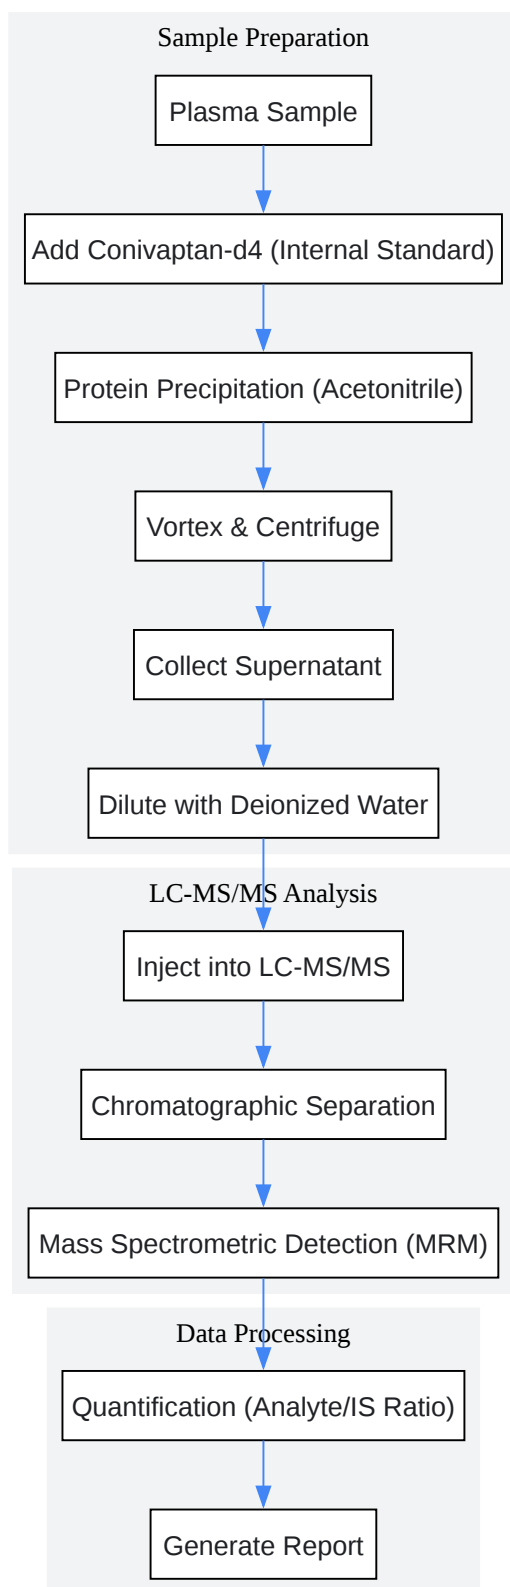 Sample Preparation
Plasma Sample
Add Conivaptan-d4 (Internal Standard)
Protein Precipitation (Acetonitrile)
Vortex & Centrifuge
Collect Supernatant
Dilute with Deionized Water
LC-MS/MS Analysis
Inject into LC-MS/MS
Chromatographic Separation
Mass Spectrometric Detection (MRM)
Data Processing
Quantification (Analyte/IS Ratio)
Generate Report